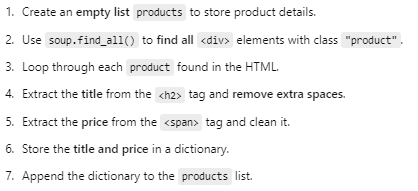 1. Create an empty list products to store product details.
2. Use soup.find_all() to find all <div> elements with class "product".
3. Loop through each product found in the HTML.
4. Extract the title from the <h2> tag and remove extra spaces.
5. Extract the price from the <span> tag and clean it.
6. Store the title and price in a dictionary.
7. Append the dictionary to the products list.